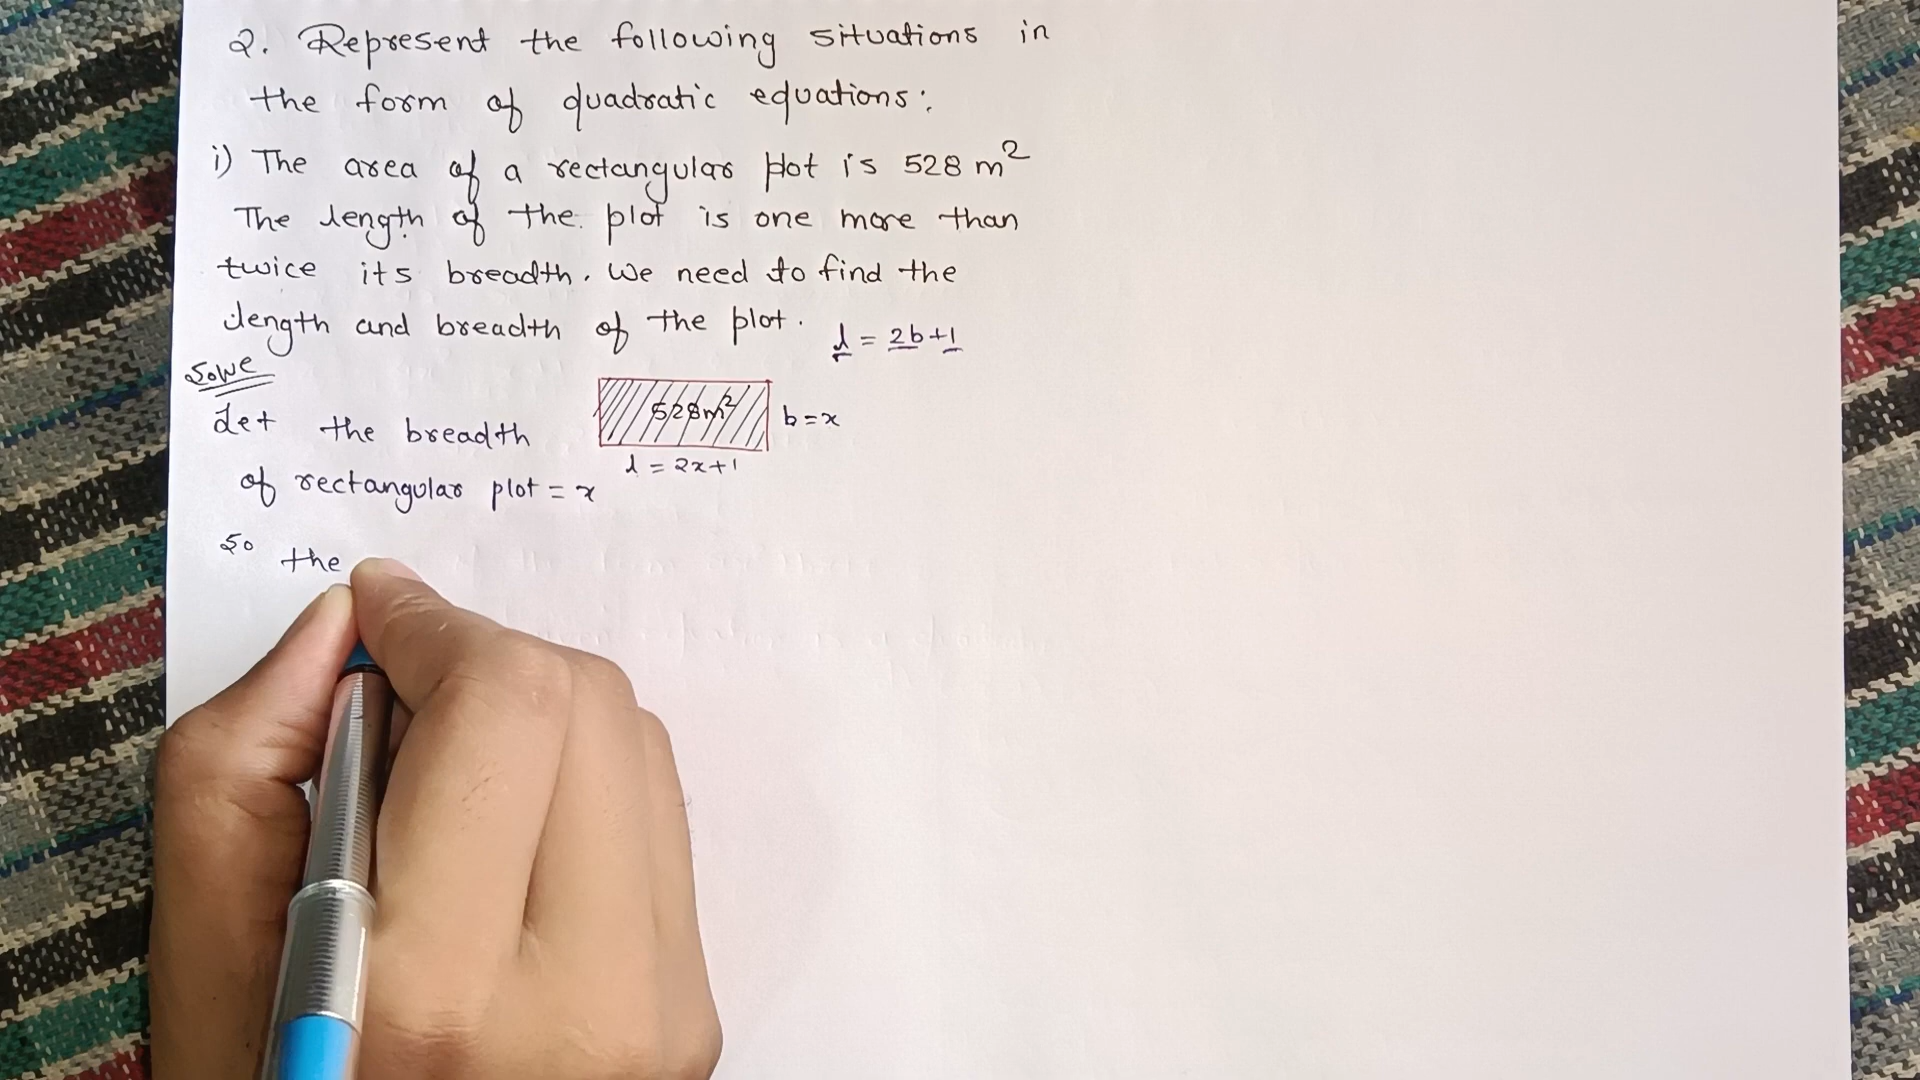 2. Represent the following situations in
the form of quadratic equations:
i) The area of a rectangular plot is 528 m²
The length of the plot is one more than
twice its breadth. We need to find the
length and breadth of the plot.
l = 2b+1
Solve
528m²
b = x
l = 2x+1
Let the breadth
of rectangular plot = x
So the